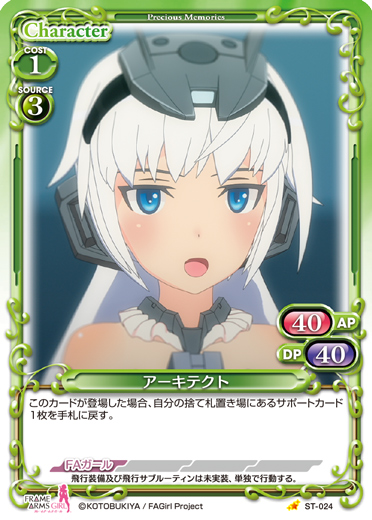 Precious Memories
Character
COST
1
SOURCE
3
40 AP
DP 40
アーキテクト
このカードが登場した場合、自分の捨て札置き場にあるサポートカード
1枚を手札に戻す。
FAガール
飛行装備及び飛行サブルーティンは未実装、単独で行動する。
FRAME
ARMS GIRL
©KOTOBUKIYA / FAGirl Project
ST-024